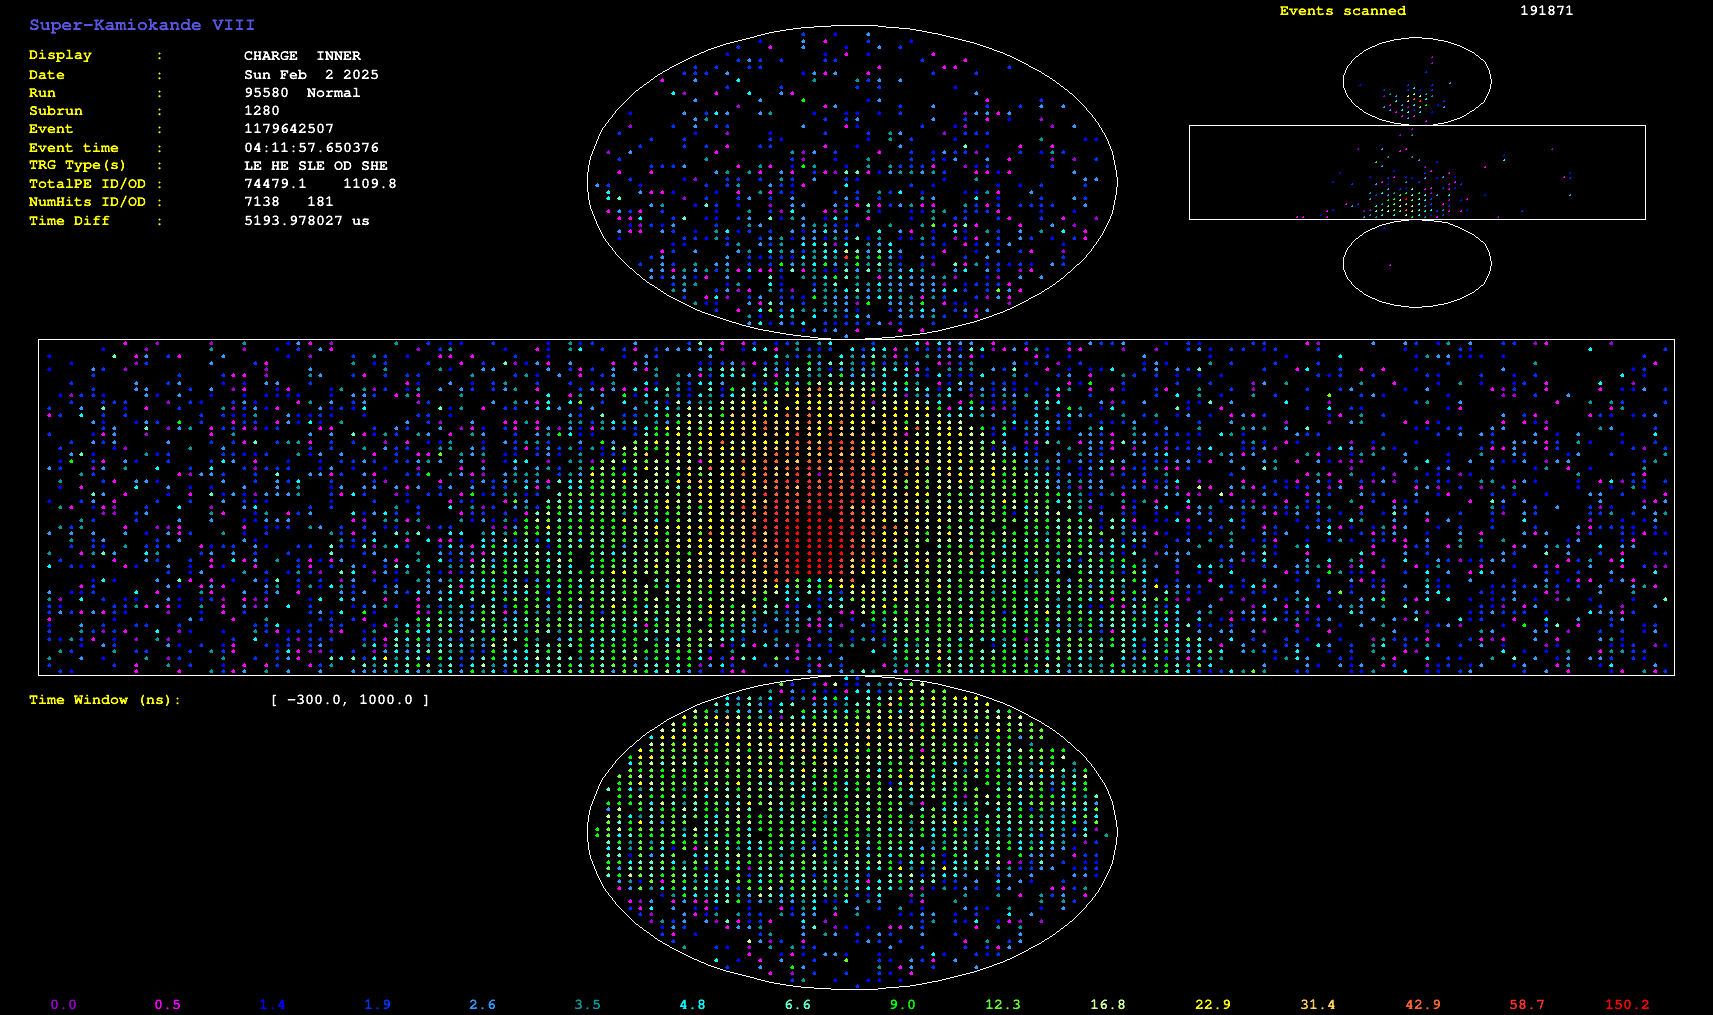 Super-Kamiokande VIII
Events scanned 191871
Display : CHARGE INNER
Date : Sun Feb 2 2025
Run : 95580 Normal
Subrun : 1280
Event : 1179642507
Event time : 04:11:57.650376
TRG Type(s) : LE HE SLE OD SHE
TotalPE ID/OD : 74479.1 1109.8
NumHits ID/OD : 7138 181
Time Diff : 5193.978027 us
Time Window (ns): [ -300.0, 1000.0 ]
0.0 0.5 1.4 1.9 2.6 3.5 4.8 6.6 9.0 12.3 16.8 22.9 31.4 42.9 58.7 150.2